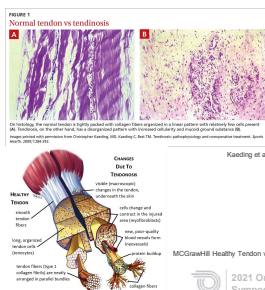 FIGURE 1
Normal tendon vs tendinosis
A
B
On histology, the normal tendon is tightly packed with collagen fibers organized in a linear pattern with relatively few cells present
(A). Tendinosis, on the other hand, has a disorganized pattern with increased cellularity and mucoid ground substance (B).
Images printed with permission from Christopher Kaeding, MD. Kaeding C, Best TM. Tendinosis: pathophysiology and nonoperative treatment. Sports
Health. 2009;1:284-292.
Kaeding et a
CHANGES
DUE TO
TENDONOSIS
visible (macroscopic)
changes in the tendon,
underneath the skin
HEALTHY
TENDON
smooth
tendon
fibers
cells change and
contract in the injured
area (myofibroblasts)
new, poor-quality
blood vessels form
(neovessels)
long, organized
tendon cells
(tenocytes)
protein buildup
tendon fibers (type 1
collagen fibrils) are neatly
arranged in parallel bundles
collagen fibers
McGRawHill Healthy Tendon v
2021 O